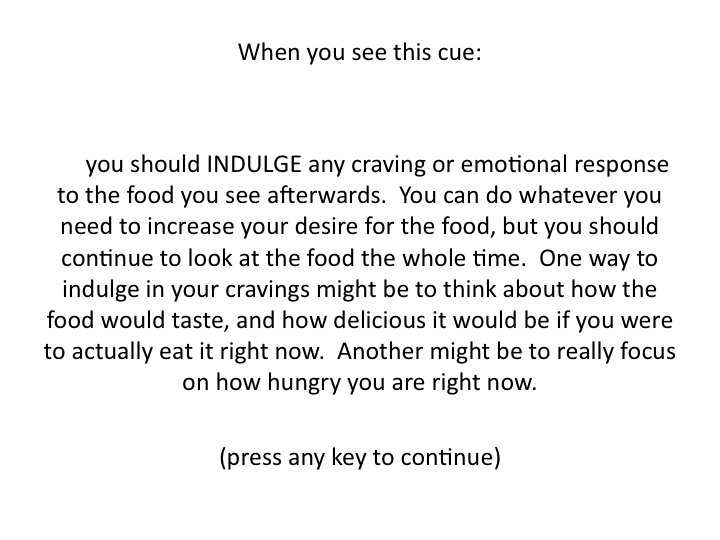 When you see this cue:
you should INDULGE any craving or emotional response
to the food you see afterwards.  You can do whatever you
need to increase your desire for the food, but you should
continue to look at the food the whole time.  One way to
indulge in your cravings might be to think about how the
food would taste, and how delicious it would be if you were
to actually eat it right now.  Another might be to really focus
on how hungry you are right now.
(press any key to continue)